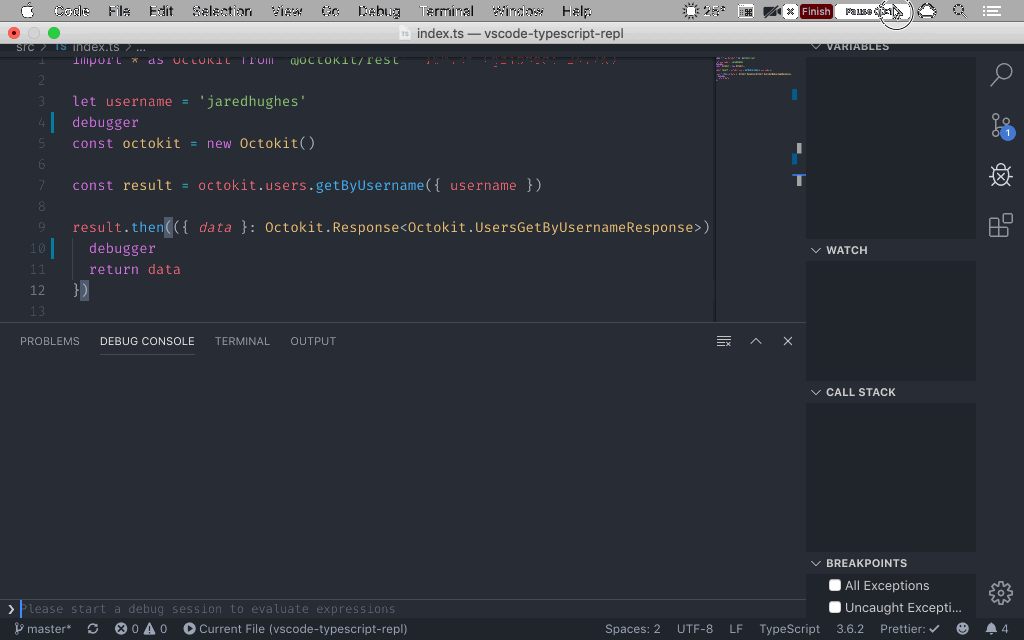 Code File Edit Selection View Go Debug Terminal Window Help
Finish
index.ts — vscode-typescript-repl
src > TS index.ts > ...
1 import * as Octokit from '@octokit/rest'
2
3 let username = 'jaredhughes'
4 debugger
5 const octokit = new Octokit()
6
7 const result = octokit.users.getByUsername({ username })
8
9 result.then(({ data }: Octokit.Response<Octokit.UsersGetByUsernameResponse>)
10 debugger
11 return data
12 })
13
VARIABLES
WATCH
CALL STACK
BREAKPOINTS
All Exceptions
Uncaught Excepti...
1
PROBLEMS DEBUG CONSOLE TERMINAL OUTPUT
Please start a debug session to evaluate expressions
master* 0 0 Current File (vscode-typescript-repl) Spaces: 2 UTF-8 LF TypeScript 3.6.2 Prettier: ✓ 4